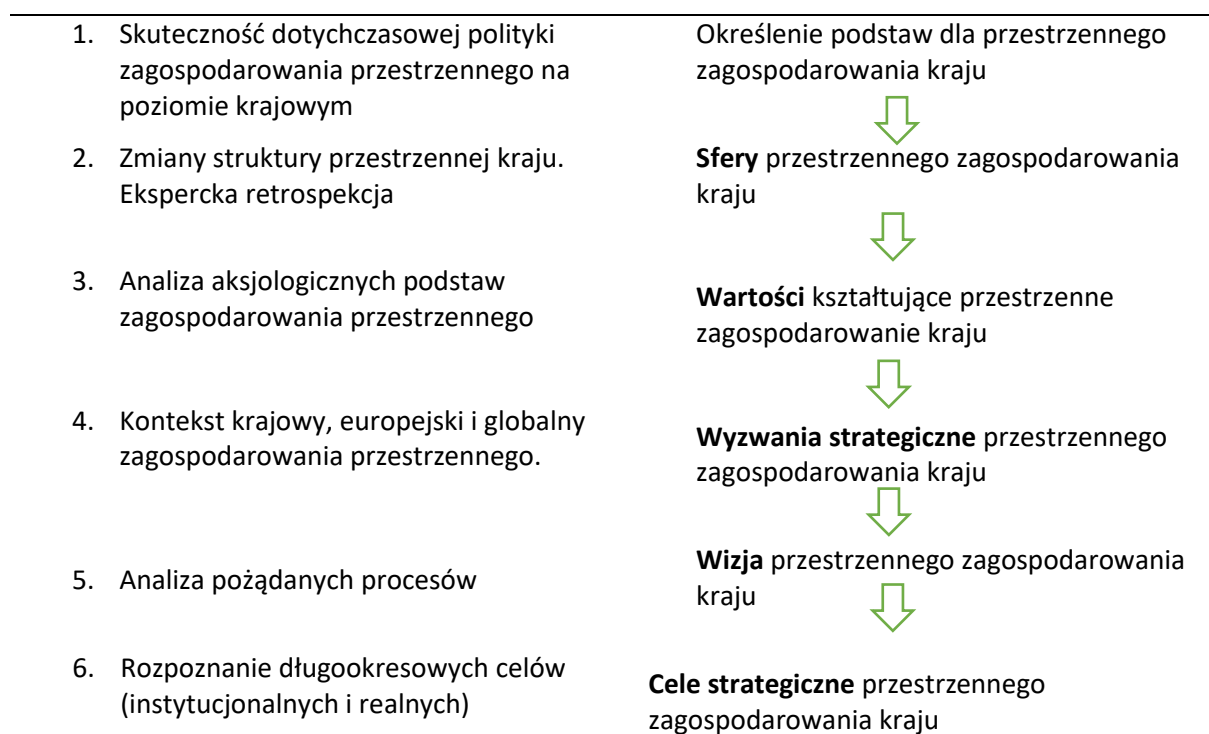 1. Skuteczność dotychczasowej polityki
zagospodarowania przestrzennego na
poziomie krajowym
Określenie podstaw dla przestrzennego
zagospodarowania kraju
2. Zmiany struktury przestrzennej kraju.
Ekspercka retrospekcja
Sfery przestrzennego zagospodarowania
kraju
3. Analiza aksjologicznych podstaw
zagospodarowania przestrzennego
Wartości kształtujące przestrzenne
zagospodarowanie kraju
4. Kontekst krajowy, europejski i globalny
zagospodarowania przestrzennego.
Wyzwania strategiczne przestrzennego
zagospodarowania kraju
5. Analiza pożądanych procesów
Wizja przestrzennego zagospodarowania
kraju
6. Rozpoznanie długookresowych celów
(instytucjonalnych i realnych)
Cele strategiczne przestrzennego
zagospodarowania kraju